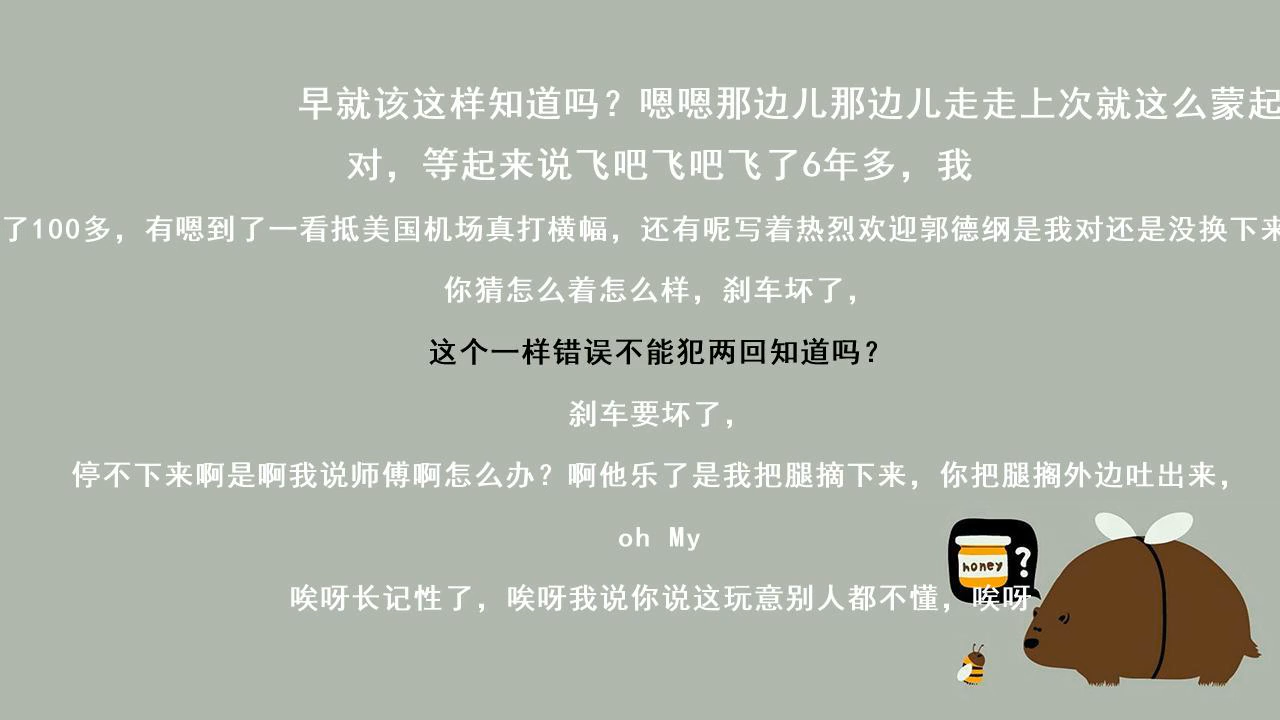 早就该这样知道吗？嗯嗯那边儿那边儿走走上次就这么蒙起
对，等起来说飞吧飞吧飞了6年多，我
了100多，有嗯到了一看抵美国机场真打横幅，还有呢写着热烈欢迎郭德纲是我对还是没换下来
你猜怎么着怎么样，刹车坏了，
这个一样错误不能犯两回知道吗？
刹车要坏了，
停不下来啊是啊我说师傅啊怎么办？啊他乐了是我把腿摘下来，你把腿搁外边吐出来，
oh My
honey ?
唉呀长记性了，唉呀我说你说这玩意别人都不懂，唉呀